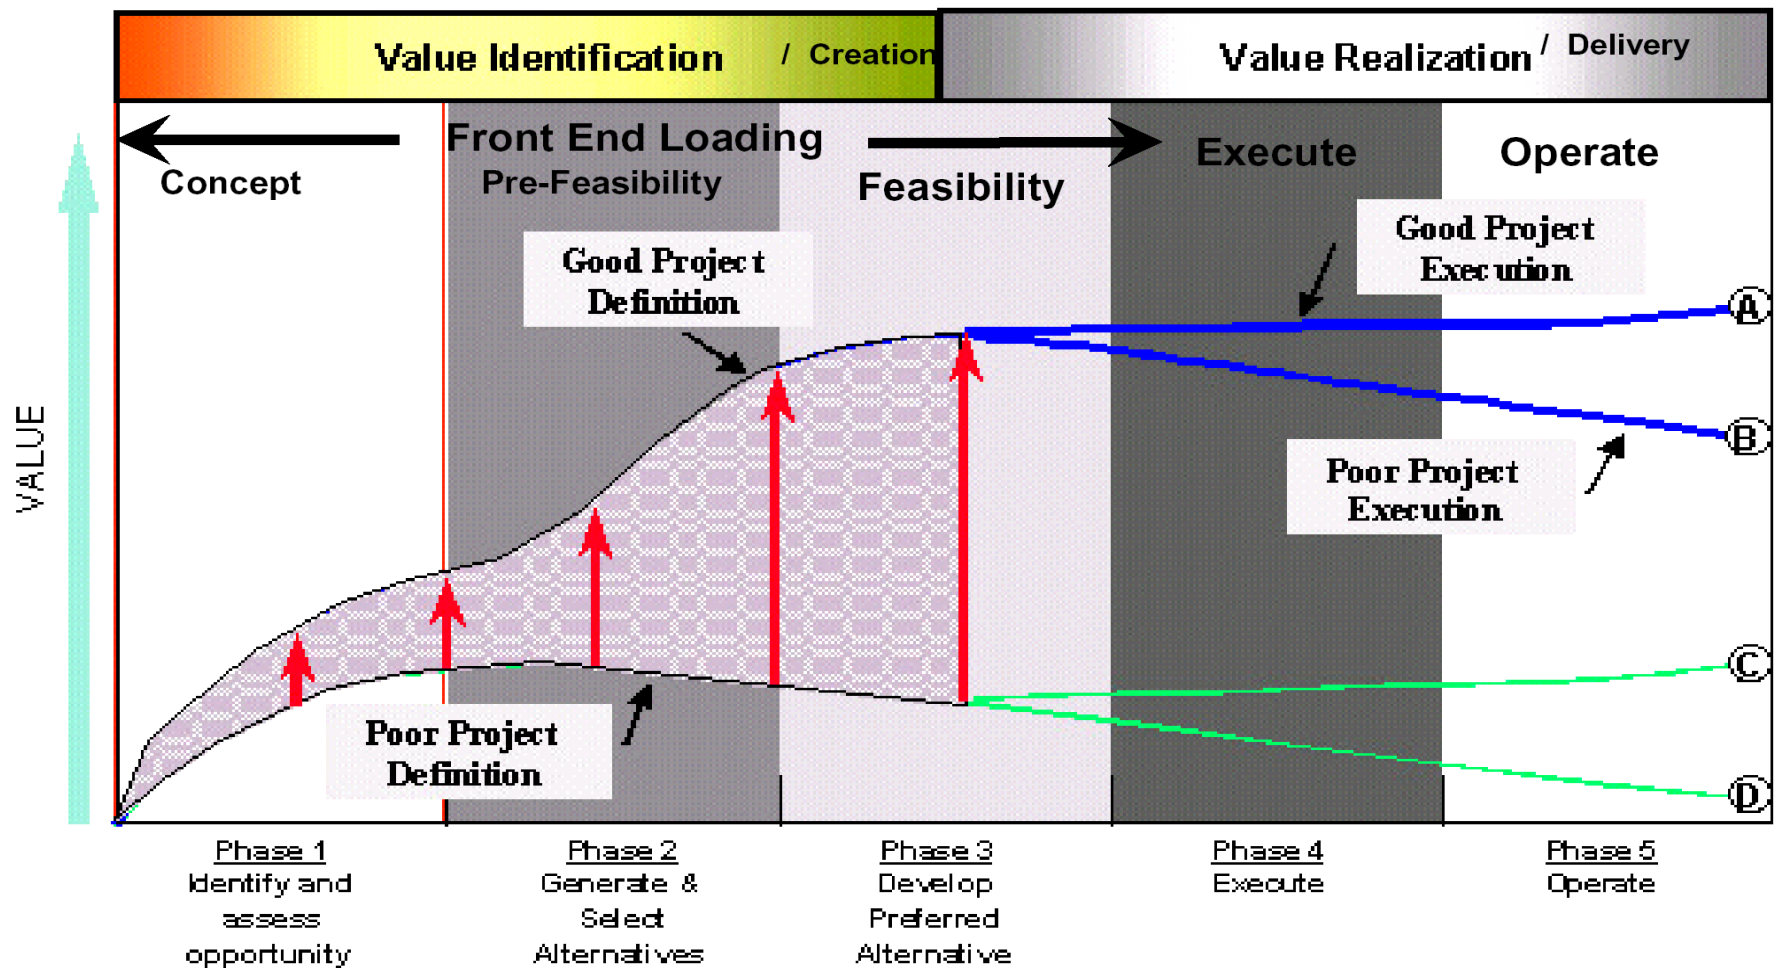 Value Identification / Creation
Value Realization / Delivery
Front End Loading
Concept
Pre-Feasibility
Feasibility
Execute
Operate
Good Project
Definition
Good Project
Execution
A
VALUE
B
Poor Project
Execution
C
Poor Project
Definition
D
Phase 1
Identify and
assess
opportunity
Phase 2
Generate &
Select
Alternatives
Phase 3
Develop
Preferred
Alternative
Phase 4
Execute
Phase 5
Operate